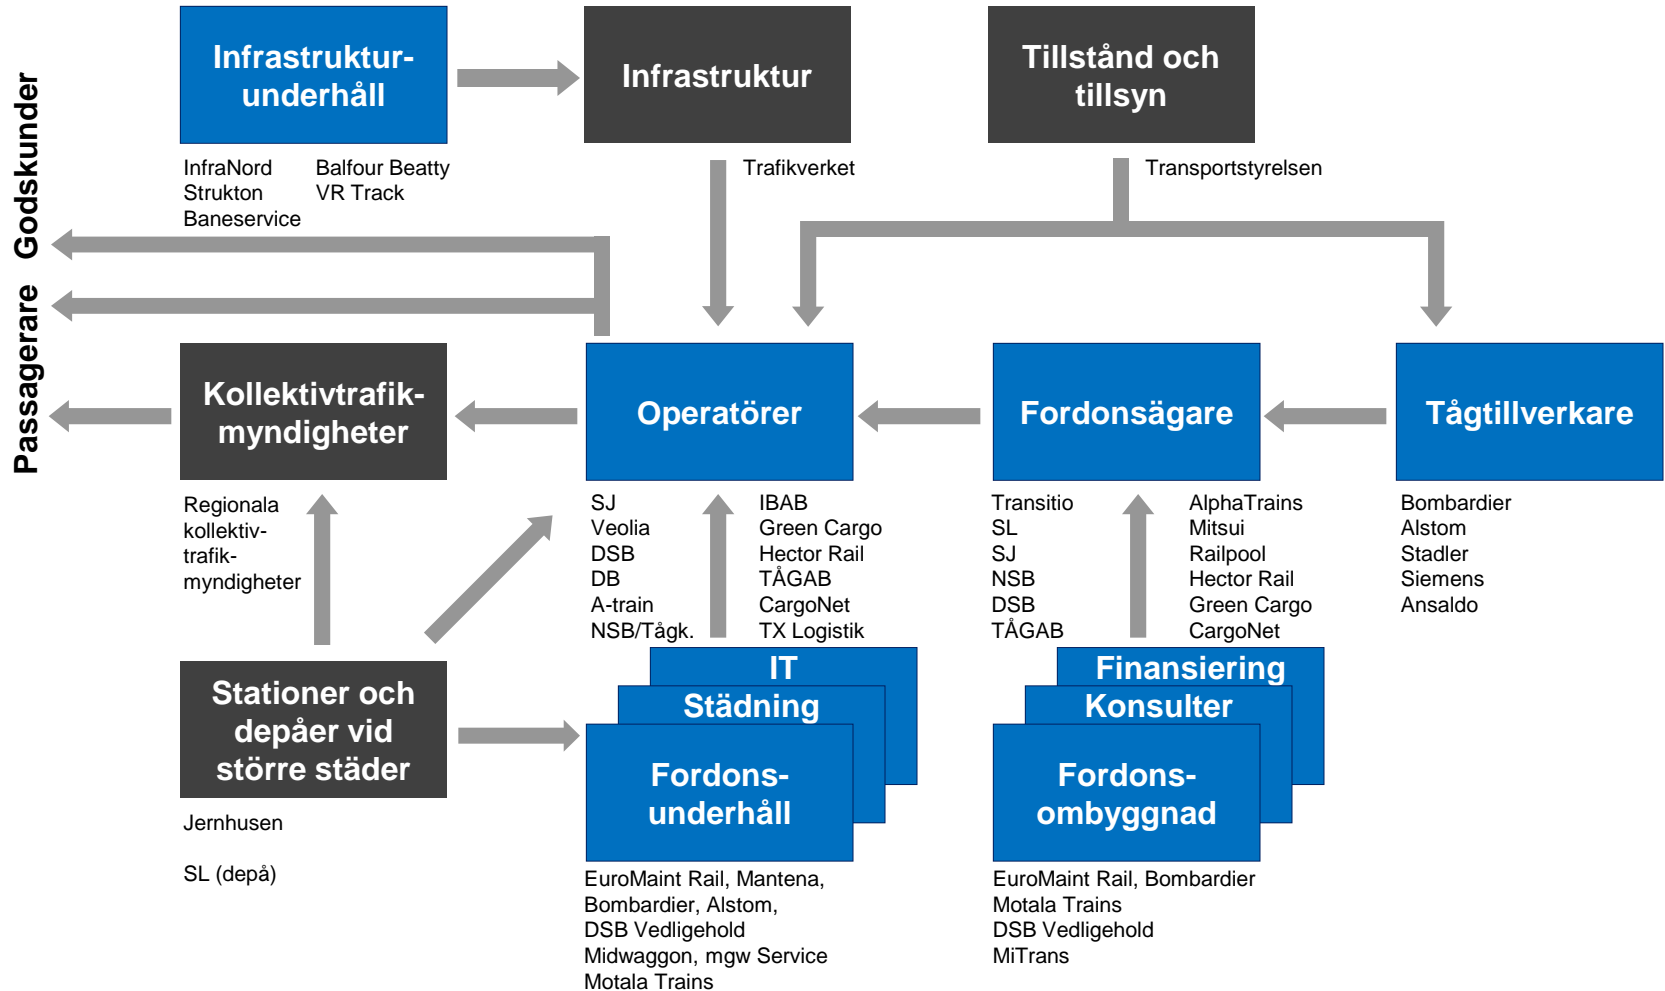 Godskunder
Passagerare
Infrastruktur-
underhåll
InfraNord
Strukton
Baneservice
Balfour Beatty
VR Track
Infrastruktur
Trafikverket
Tillstånd och
tillsyn
Transportstyrelsen
Kollektivtrafik-
myndigheter
Regionala
kollektiv-
trafik-
myndigheter
Operatörer
SJ
Veolia
DSB
DB
A-train
NSB/Tågk.
IBAB
Green Cargo
Hector Rail
TÅGAB
CargoNet
TX Logistik
Fordonsägare
Transitio
SL
SJ
NSB
DSB
TÅGAB
AlphaTrains
Mitsui
Railpool
Hector Rail
Green Cargo
CargoNet
Tågtillverkare
Bombardier
Alstom
Stadler
Siemens
Ansaldo
Stationer och
depåer vid
större städer
Jernhusen
SL (depå)
IT
Städning
Fordons-
underhåll
EuroMaint Rail, Mantena,
Bombardier, Alstom,
DSB Vedligehold
Midwaggon, mgw Service
Motala Trains
Finansiering
Konsulter
Fordons-
ombyggnad
EuroMaint Rail, Bombardier
Motala Trains
DSB Vedligehold
MiTrans